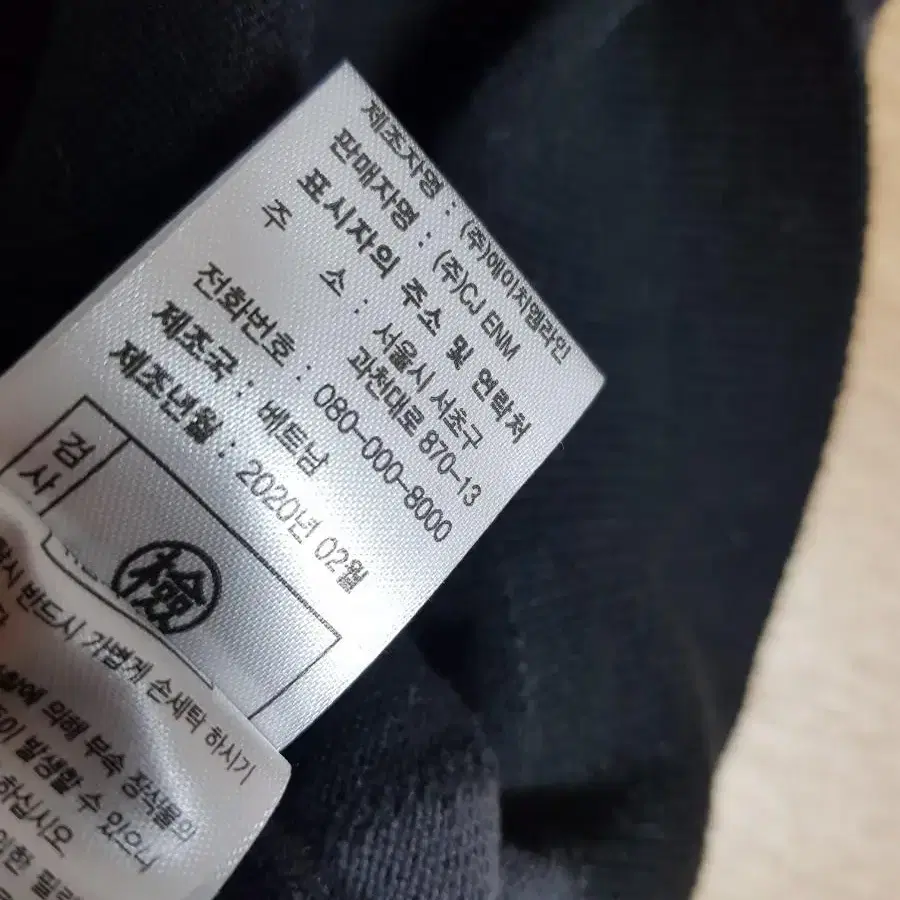 제조자명 : (주)에이치엠라인
판매자명 : (주)CJ ENM
표시자의 주소 및 연락처
주 소 : 서울시 서초구
과천대로 870-13
전화번호 : 080-000-8000
제조국 : 베트남
제조년월 : 2020년 02월
검사
檢
반드시 가볍게 손세탁 하시기
의해 부속 장식물의
발생할 수 있으니
하십시오